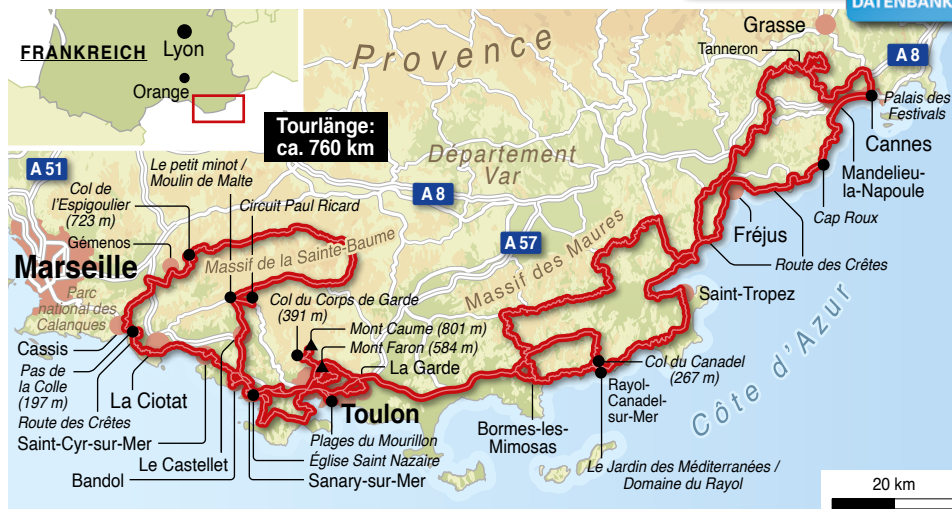 DATENBANK
FRANKREICH
Lyon
Orange
Provence
Grasse
Tanneron
A 8
Palais des
Festivals
Cannes
Mandelieu-
la-Napoule
Cap Roux
Tourlänge:
ca. 760 km
Département
Var
A 51
Le petit minot /
Moulin de Malte
A 8
Col de
l'Espigoulier
(723 m)
Circuit Paul Ricard
Gémenos
Massif de la Sainte-Baume
A 57
Massif des Maures
Fréjus
Route des Crêtes
Marseille
Parc
national des
Calanques
Col du Corps de Garde
(391 m)
Mont Caume (801 m)
Mont Faron (584 m)
La Garde
Saint-Tropez
Côte d'Azur
Cassis
Pas de
la Colle
(197 m)
La Ciotat
Route des Crêtes
Saint-Cyr-sur-Mer
Le Castellet
Bandol
Toulon
Plages du Mourillon
Église Saint Nazaire
Sanary-sur-Mer
Col du Canadel
(267 m)
Rayol-
Canadel-
sur-Mer
Bormes-les-
Mimosas
Le Jardin des Méditerranées /
Domaine du Rayol
20 km